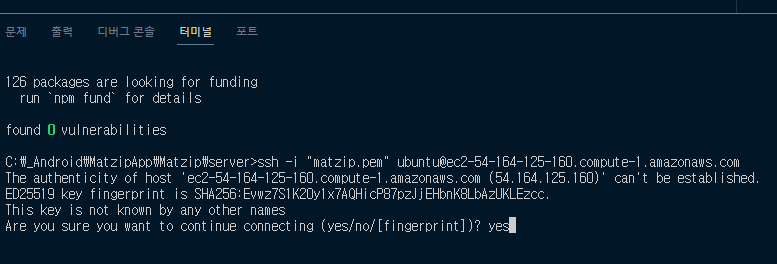 문제 출력 디버그 콘솔 터미널 포트
126 packages are looking for funding
  run `npm fund` for details
found 0 vulnerabilities
C:₩_Android₩MatzipApp₩Matzip₩server>ssh -i "matzip.pem" ubuntu@ec2-54-164-125-160.compute-1.amazonaws.com
The authenticity of host 'ec2-54-164-125-160.compute-1.amazonaws.com (54.164.125.160)' can't be established.
ED25519 key fingerprint is SHA256:Evwz7S1K2Oy1x7AQHicP87pzJjEHbnK8LbAzUKLEzcc.
This key is not known by any other names
Are you sure you want to continue connecting (yes/no/[fingerprint])? yes